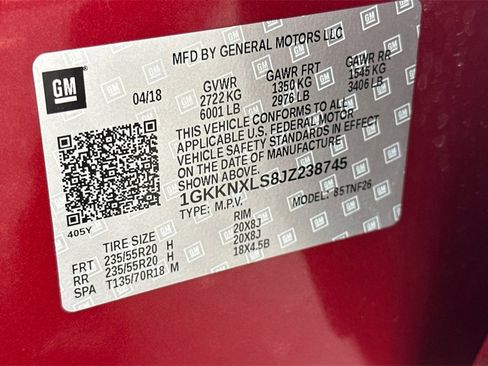 MFD BY GENERAL MOTORS LLC
GM
04/18 GVWR GAWR FRT GAWR RR
2722 KG 1350 KG 1545 KG
6001 LB 2976 LB 3406 LB
THIS VEHICLE CONFORMS TO ALL
APPLICABLE U.S. FEDERAL MOTOR
VEHICLE SAFETY STANDARDS IN EFFECT
ON THE DATE OF MANUFACTURE
SHOWN ABOVE.
1GKKNXLS8JZ238745
TYPE: M.P.V. MODEL: 85TNF26
405Y
TIRE SIZE RIM
FRT 235/55R20 H 20X8J
RR 235/55R20 H 20X8J
SPA T135/70R18 M 18X4.5B